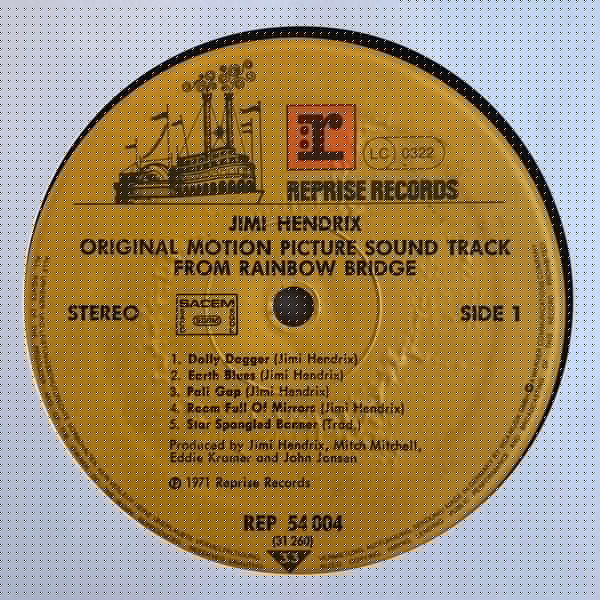 r
LC 0322
REPRISE RECORDS
JIMI HENDRIX
ORIGINAL MOTION PICTURE SOUND TRACK
FROM RAINBOW BRIDGE
STEREO
SACEM
SIDE 1
1. Dolly Dagger (Jimi Hendrix)
2. Earth Blues (Jimi Hendrix)
3. Pali Gap (Jimi Hendrix)
4. Room Full Of Mirrors (Jimi Hendrix)
5. Star Spangled Banner (Trad.)
Produced by Jimi Hendrix, Mitch Mitchell,
Eddie Kramer and John Jansen
℗ 1971 Reprise Records
REP 54 004
(31 260)
33